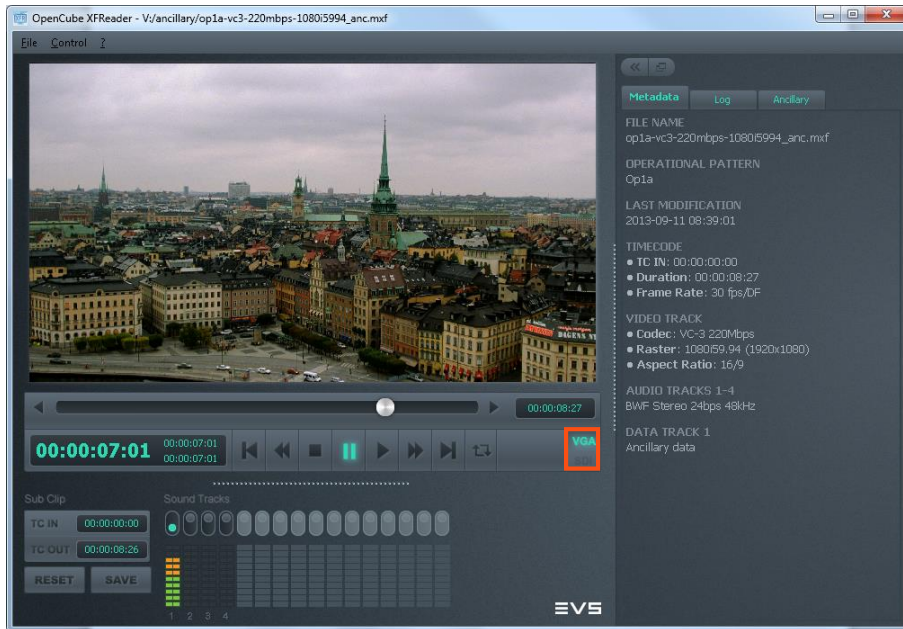 OpenCube XFReader - V:/ancillary/op1a-vc3-220mbps-1080i5994_anc.mxf
File Control ?
Metadata Log Ancillary
FILE NAME
op1a-vc3-220mbps-1080i5994_anc.mxf
OPERATIONAL PATTERN
Op1a
LAST MODIFICATION
2013-09-11 08:39:01
TIMECODE
• TC IN: 00:00:00:00
• Duration: 00:00:08:27
• Frame Rate: 30 fps/DF
VIDEO TRACK
• Codec: VC-3 220Mbps
• Raster: 1080i59.94 (1920x1080)
• Aspect Ratio: 16/9
AUDIO TRACKS 1-4
BWF Stereo 24bps 48kHz
DATA TRACK 1
Ancillary data
00:00:08:27
00:00:07:01
00:00:07:01
00:00:07:01
VGA
SDI
Sub Clip
TC IN 00:00:00:00
TC OUT 00:00:08:26
RESET SAVE
Sound Tracks
1 2 3 4
EVS